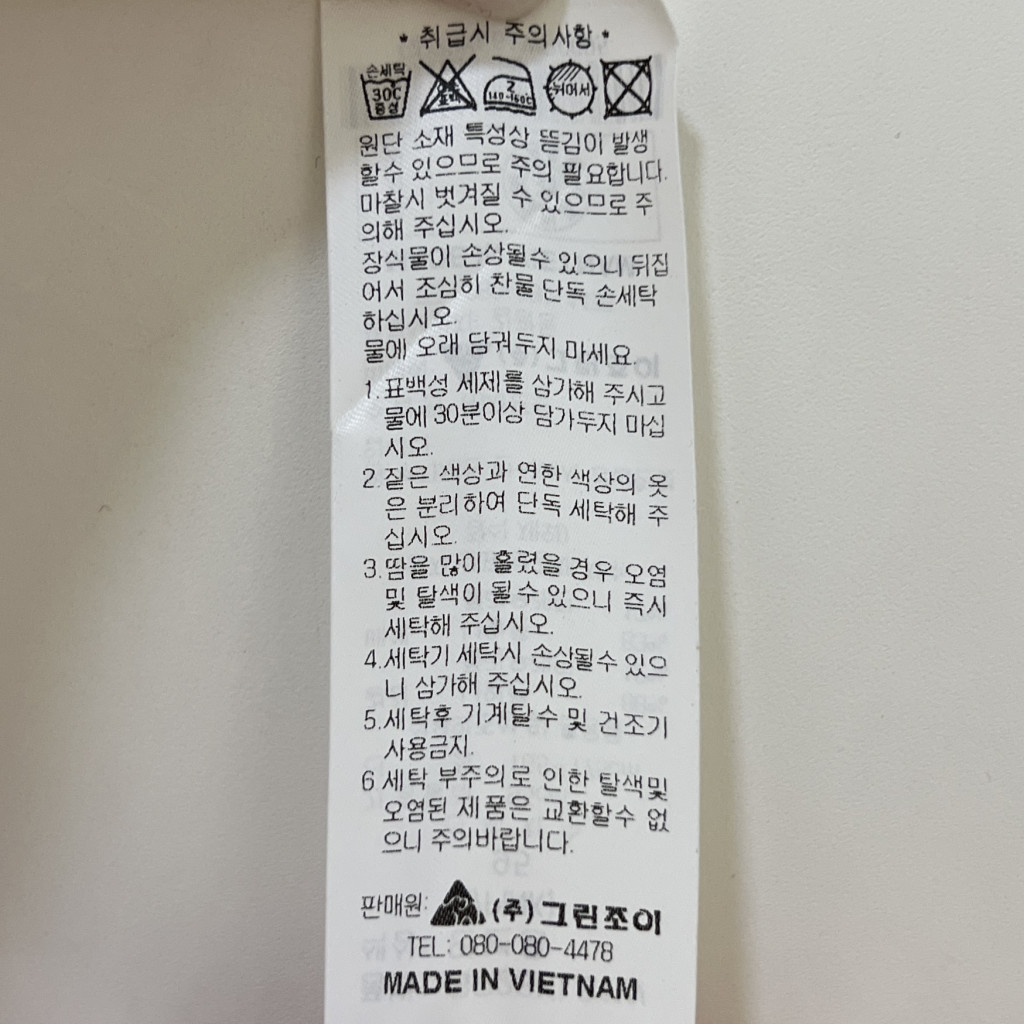 * 취급시 주의사항 *
손세탁
30C
중성
2
140-160℃
뉘어서
원단 소재 특성상 뜯김이 발생
할수 있으므로 주의 필요합니다.
마찰시 벗겨질 수 있으므로 주
의해 주십시오.
장식물이 손상될수 있으니 뒤집
어서 조심히 찬물 단독 손세탁
하십시오.
물에 오래 담궈두지 마세요.
1.표백성 세제를 삼가해 주시고
물에 30분이상 담가두지 마십
시오.
2.짙은 색상과 연한 색상의 옷
은 분리하여 단독 세탁해 주
십시오.
3.땀을 많이 흘렸을 경우 오염
및 탈색이 될수 있으니 즉시
세탁해 주십시오.
4.세탁기 세탁시 손상될수 있으
니 삼가해 주십시오.
5.세탁후 기계탈수 및 건조기
사용금지.
6 세탁 부주의로 인한 탈색및
오염된 제품은 교환할수 없
으니 주의바랍니다.
판매원: (주)그린조이
TEL: 080-080-4478
MADE IN VIETNAM